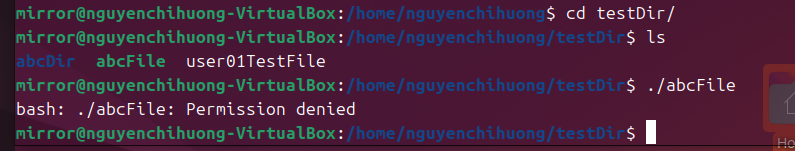 mirror@nguyenchihuong-VirtualBox:/home/nguyenchihuong$ cd testDir/
mirror@nguyenchihuong-VirtualBox:/home/nguyenchihuong/testDir$ ls
abcDir  abcFile  user01TestFile
mirror@nguyenchihuong-VirtualBox:/home/nguyenchihuong/testDir$ ./abcFile
bash: ./abcFile: Permission denied
mirror@nguyenchihuong-VirtualBox:/home/nguyenchihuong/testDir$
Ho